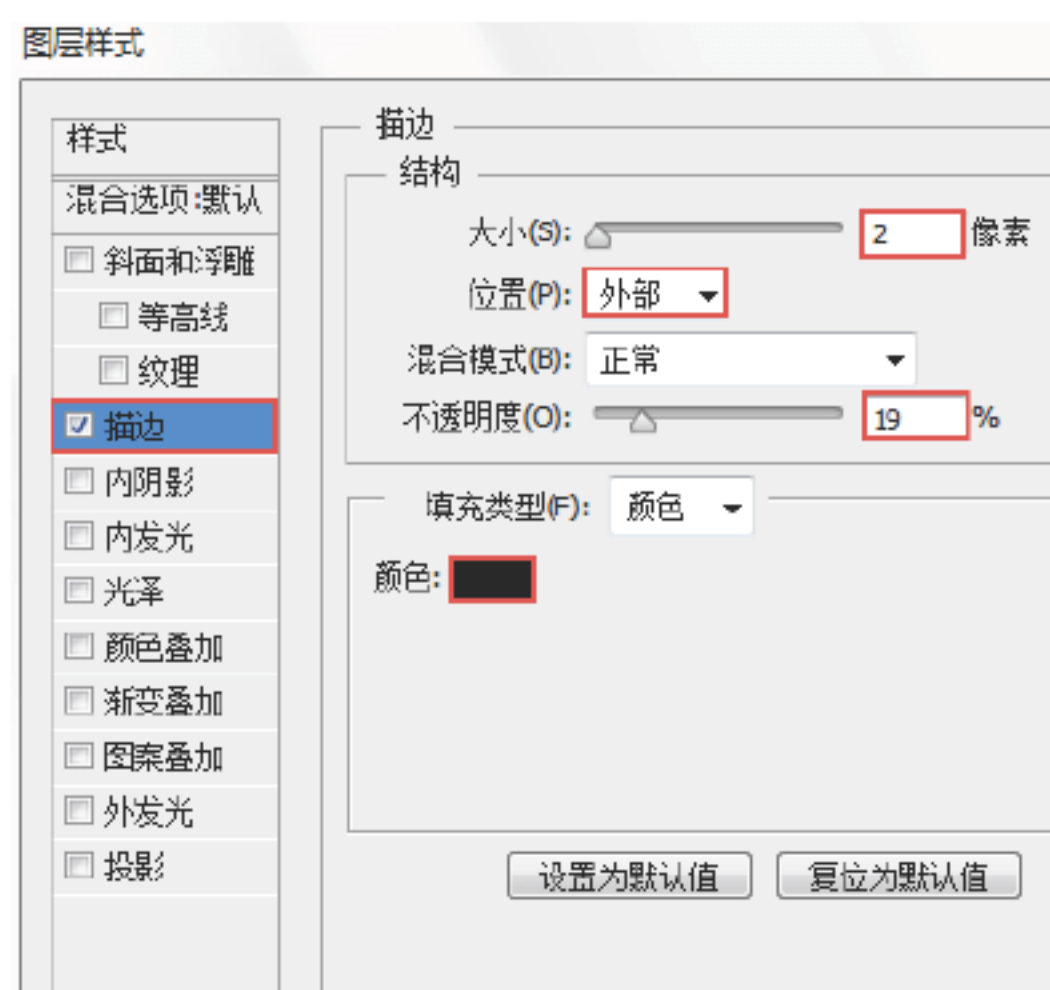 图层样式
样式
混合选项:默认
斜面和浮雕
等高线
纹理
描边
内阴影
内发光
光泽
颜色叠加
渐变叠加
图案叠加
外发光
投影
描边
结构
大小(S): 2 像素
位置(P): 外部
混合模式(B): 正常
不透明度(O): 19 %
填充类型(F): 颜色
颜色:
设置为默认值 复位为默认值